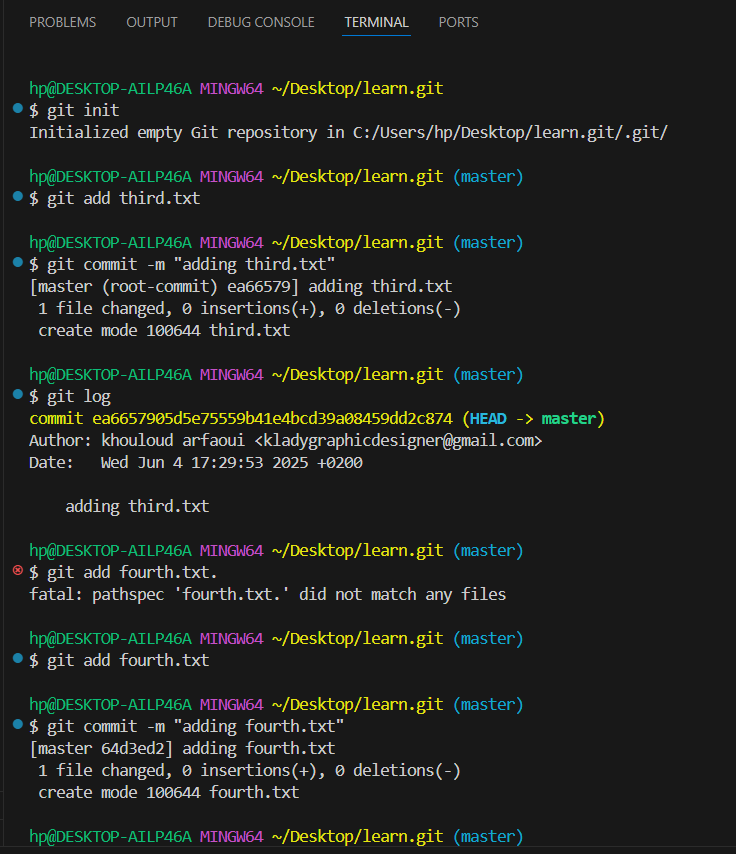 PROBLEMS OUTPUT DEBUG CONSOLE TERMINAL PORTS
hp@DESKTOP-AILP46A MINGW64 ~/Desktop/learn.git
$ git init
Initialized empty Git repository in C:/Users/hp/Desktop/learn.git/.git/
hp@DESKTOP-AILP46A MINGW64 ~/Desktop/learn.git (master)
$ git add third.txt
hp@DESKTOP-AILP46A MINGW64 ~/Desktop/learn.git (master)
$ git commit -m "adding third.txt"
[master (root-commit) ea66579] adding third.txt
 1 file changed, 0 insertions(+), 0 deletions(-)
 create mode 100644 third.txt
hp@DESKTOP-AILP46A MINGW64 ~/Desktop/learn.git (master)
$ git log
commit ea6657905d5e75559b41e4bcd39a08459dd2c874 (HEAD -> master)
Author: khouloud arfaoui <kladygraphicdesigner@gmail.com>
Date:   Wed Jun 4 17:29:53 2025 +0200
    adding third.txt
hp@DESKTOP-AILP46A MINGW64 ~/Desktop/learn.git (master)
$ git add fourth.txt.
fatal: pathspec 'fourth.txt.' did not match any files
hp@DESKTOP-AILP46A MINGW64 ~/Desktop/learn.git (master)
$ git add fourth.txt
hp@DESKTOP-AILP46A MINGW64 ~/Desktop/learn.git (master)
$ git commit -m "adding fourth.txt"
[master 64d3ed2] adding fourth.txt
 1 file changed, 0 insertions(+), 0 deletions(-)
 create mode 100644 fourth.txt
hp@DESKTOP-AILP46A MINGW64 ~/Desktop/learn.git (master)